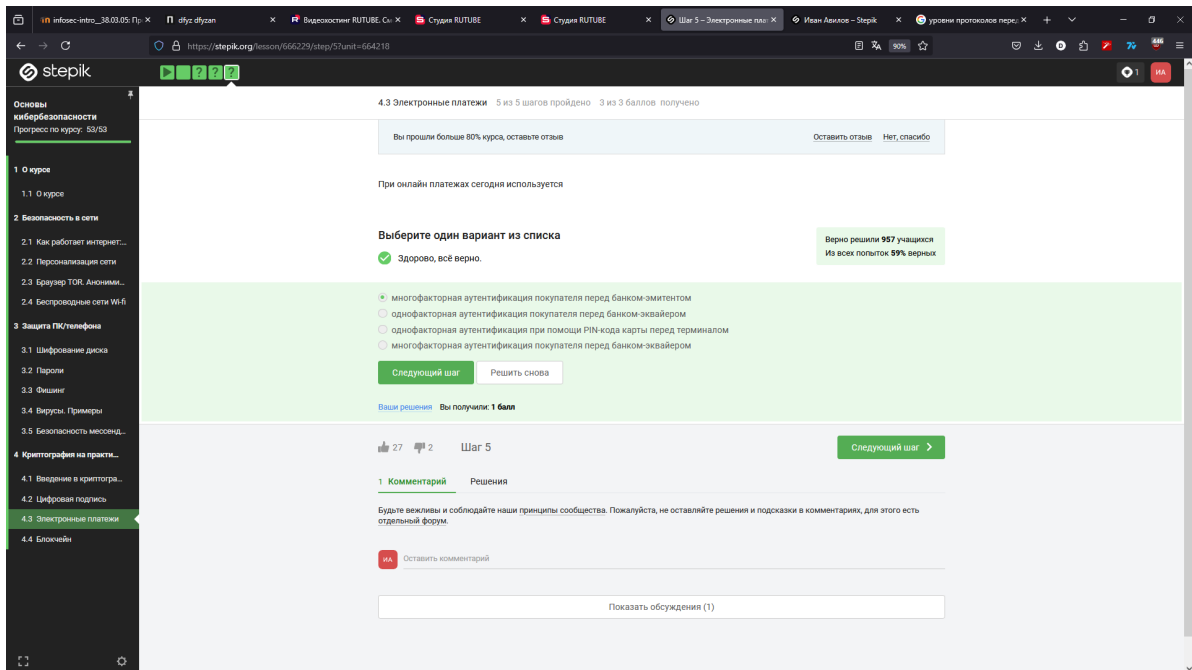 infosec-intro__38.03.05: Пр
dfyz dfyzan
Видеохостинг RUTUBE. См
Студия RUTUBE
Студия RUTUBE
Шаг 5 – Электронные плат
Иван Авилов – Stepik
уровни протоколов перед
https://stepik.org/lesson/666229/step/5?unit=664218
90%
446
stepik
1
ИА
Основы
кибербезопасности
Прогресс по курсу: 53/53
1 О курсе
1.1 О курсе
2 Безопасность в сети
2.1 Как работает интернет:...
2.2 Персонализация сети
2.3 Браузер TOR. Аноними...
2.4 Беспроводные сети Wi-fi
3 Защита ПК/телефона
3.1 Шифрование диска
3.2 Пароли
3.3 Фишинг
3.4 Вирусы. Примеры
3.5 Безопасность мессенд...
4 Криптография на практи...
4.1 Введение в криптогра...
4.2 Цифровая подпись
4.3 Электронные платежи
4.4 Блокчейн
4.3 Электронные платежи 5 из 5 шагов пройдено 3 из 3 баллов получено
Вы прошли больше 80% курса, оставьте отзыв
Оставить отзыв Нет, спасибо
При онлайн платежах сегодня используется
Выберите один вариант из списка
Здорово, всё верно.
Верно решили 957 учащихся
Из всех попыток 59% верных
многофакторная аутентификация покупателя перед банком-эмитентом
однофакторная аутентификация покупателя перед банком-эквайером
однофакторная аутентификация при помощи PIN-кода карты перед терминалом
многофакторная аутентификация покупателя перед банком-эквайером
Следующий шаг
Решить снова
Ваши решения Вы получили: 1 балл
27 2 Шаг 5
Следующий шаг
1 Комментарий Решения
Будьте вежливы и соблюдайте наши принципы сообщества. Пожалуйста, не оставляйте решения и подсказки в комментариях, для этого есть
отдельный форум.
ИА
Оставить комментарий
Показать обсуждения (1)